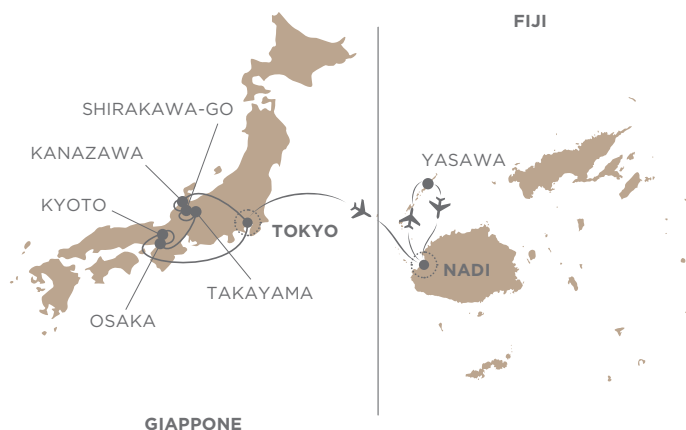 FIJI
SHIRAKAWA-GO
KANAZAWA
YASAWA
KYOTO
TOKYO
NADI
TAKAYAMA
OSAKA
GIAPPONE